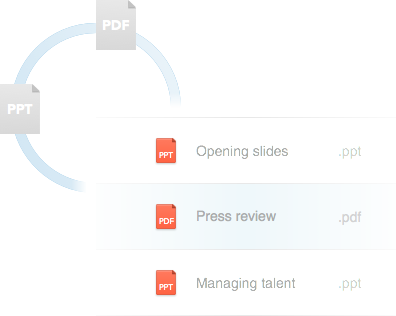 PDF
PPT
PPT Opening slides .ppt
PDF Press review .pdf
PPT Managing talent .ppt